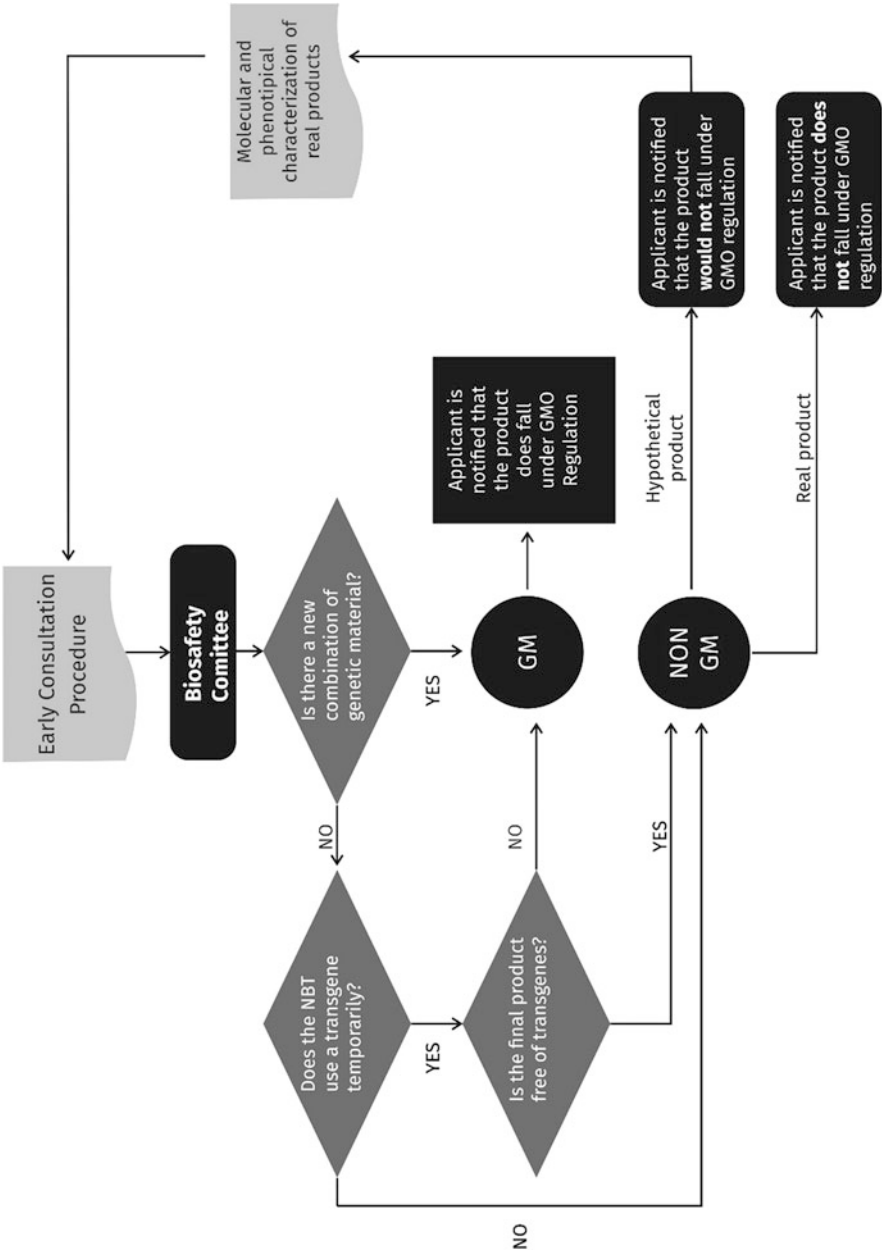 Early Consultation
Procedure
Biosafety
Comittee
Is there a new
combination of
genetic material?
YES
NO
Does the NBT
use a transgene
temporarily?
YES
NO
Is the final product
free of transgenes?
NO
YES
GM
NON
GM
Applicant is
notified that
the product
does fall
under GMO
Regulation
Hypothetical
product
Real product
Applicant is notified
that the product
would not fall under
GMO regulation
Applicant is notified
that the product does
not fall under GMO
regulation
Molecular and
phenotipical
characterization of
real products